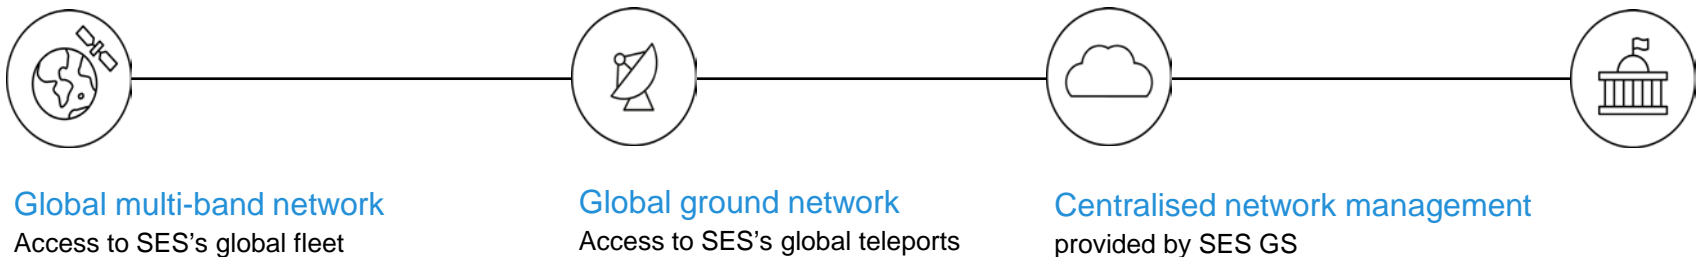 Global multi-band network
Access to SES's global fleet
Global ground network
Access to SES’s global teleports
Centralised network management
provided by SES GS